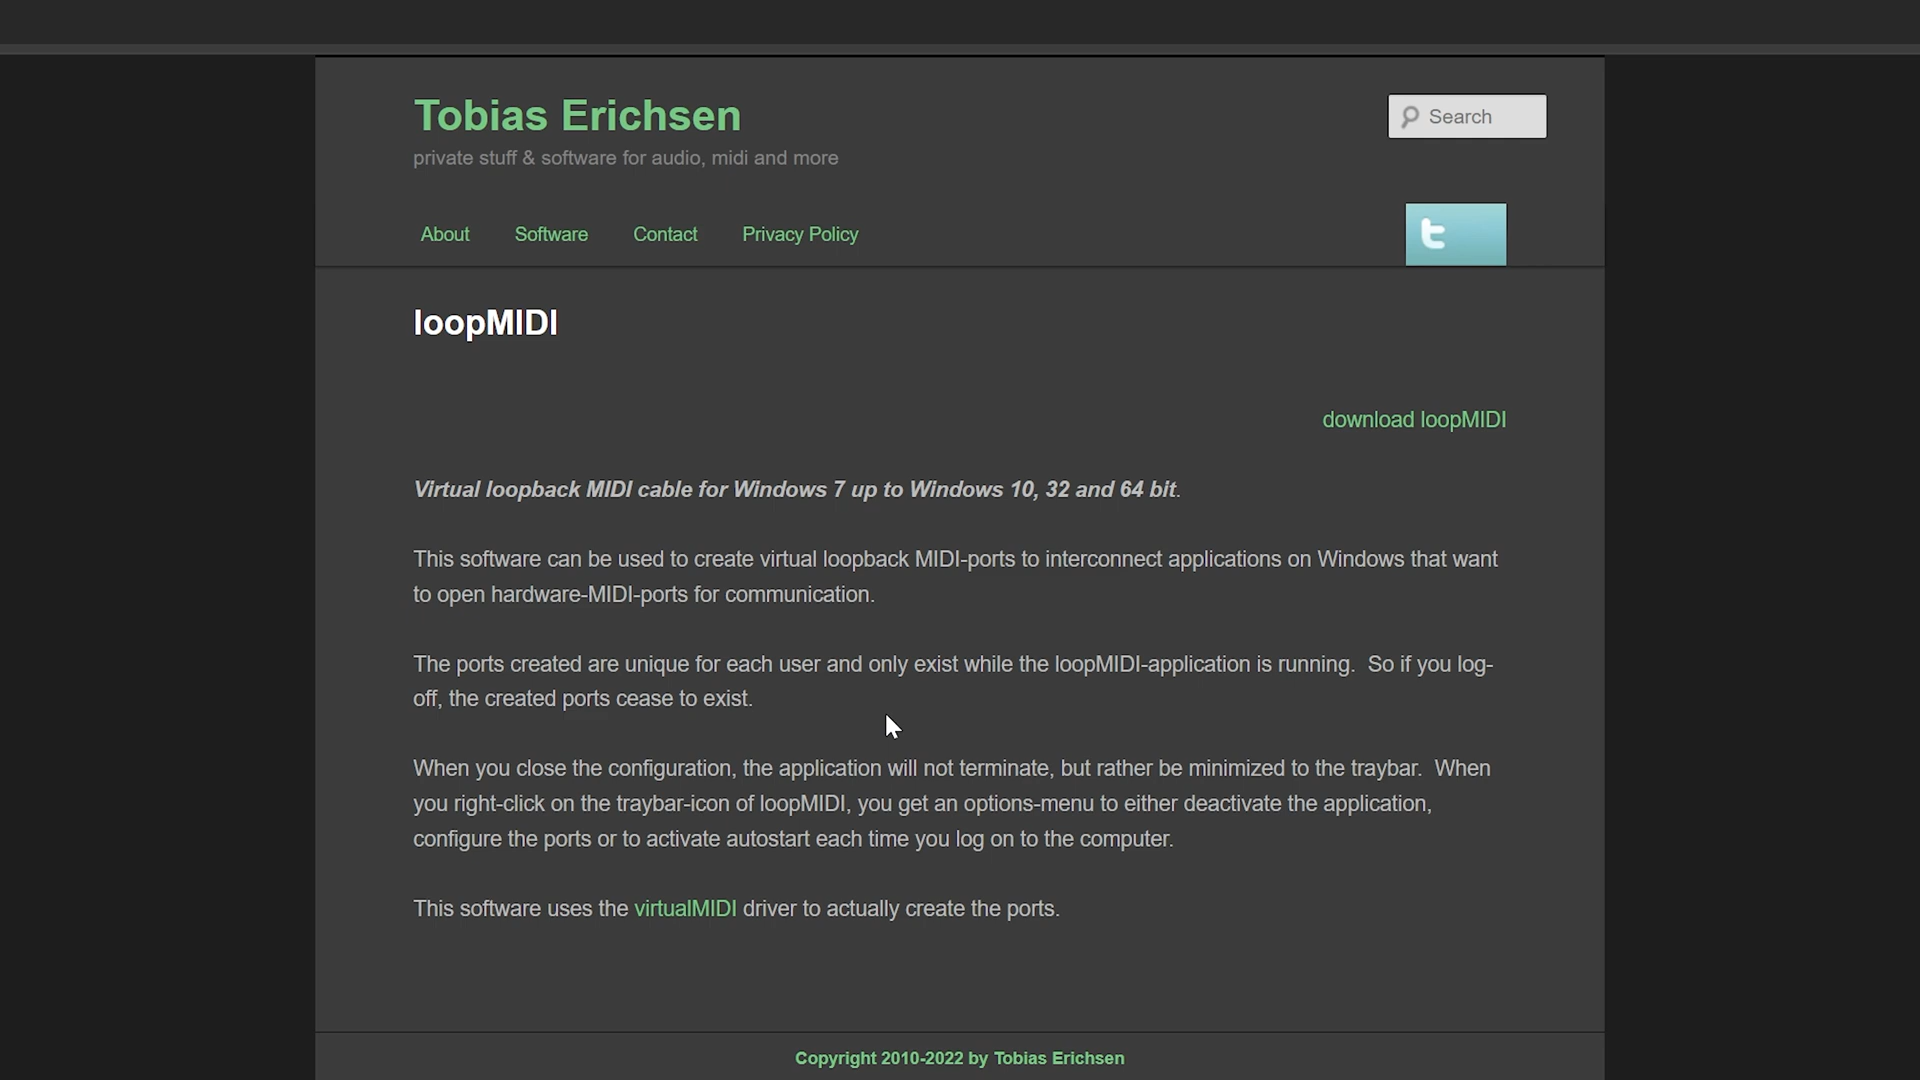 Tobias Erichsen
Search
private stuff & software for audio, midi and more
About Software Contact Privacy Policy
loopMIDI
download loopMIDI
Virtual loopback MIDI cable for Windows 7 up to Windows 10, 32 and 64 bit.
This software can be used to create virtual loopback MIDI-ports to interconnect applications on Windows that want
to open hardware-MIDI-ports for communication.
The ports created are unique for each user and only exist while the loopMIDI-application is running.  So if you log-
off, the created ports cease to exist.
When you close the configuration, the application will not terminate, but rather be minimized to the traybar.  When
you right-click on the traybar-icon of loopMIDI, you get an options-menu to either deactivate the application,
configure the ports or to activate autostart each time you log on to the computer.
This software uses the virtualMIDI driver to actually create the ports.
Copyright 2010-2022 by Tobias Erichsen